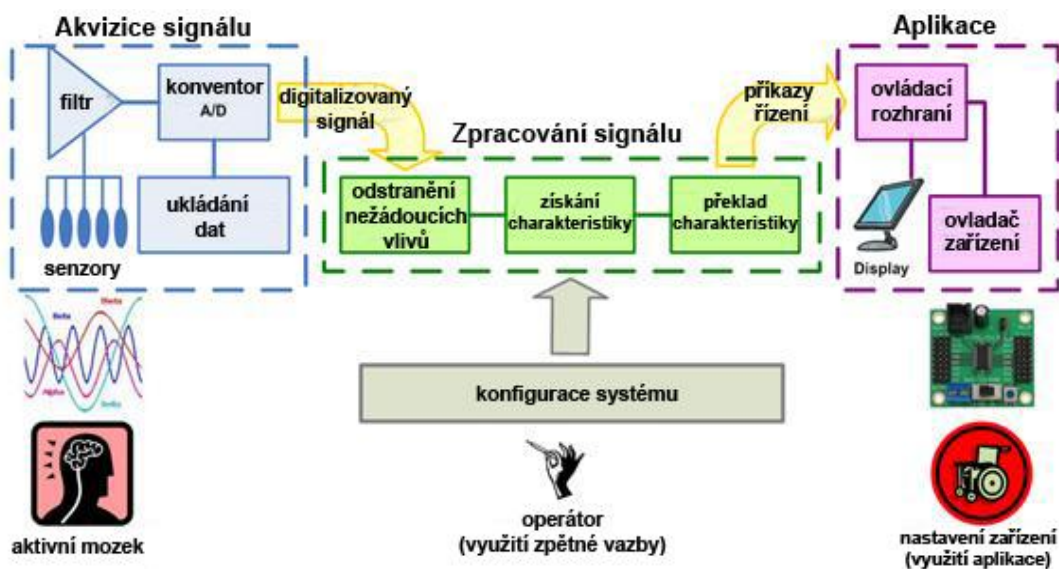 Akvizice signálu
filtr
konventor
A/D
ukládání
dat
senzory
digitalizovaný
signál
Zpracování signálu
odstranění
nežádoucích
vlivů
získání
charakteristiky
překlad
charakteristiky
příkazy
řízení
Aplikace
ovládací
rozhraní
ovladač
zařízení
Display
Beta
Theta
Alpha
Delta
aktivní mozek
konfigurace systému
operátor
(využití zpětné vazby)
nastavení zařízení
(využití aplikace)